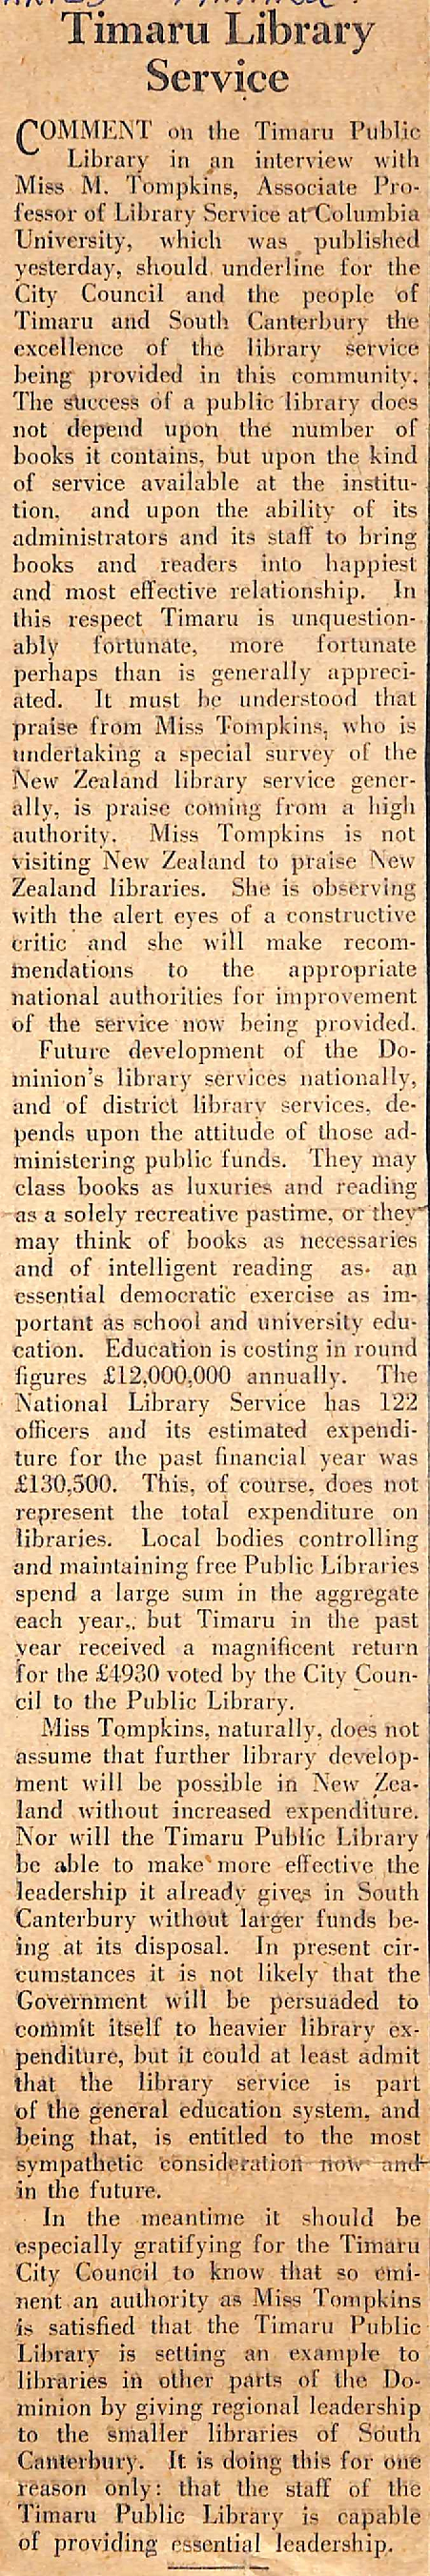 Timaru Library
Service
COMMENT on the Timaru Public
Library in an interview with
Miss M. Tompkins, Associate Pro-
fessor of Library Service at Columbia
University, which was published
yesterday, should underline for the
City Council and the people of
Timaru and South Canterbury the
excellence of the library service
being provided in this community.
The success of a public library does
not depend upon the number of
books it contains, but upon the kind
of service available at the institu-
tion, and upon the ability of its
administrators and its staff to bring
books and readers into happiest
and most effective relationship. In
this respect Timaru is unquestion-
ably fortunate, more fortunate
perhaps than is generally appreci-
ated. It must be understood that
praise from Miss Tompkins, who is
undertaking a special survey of the
New Zealand library service gener-
ally, is praise coming from a high
authority. Miss Tompkins is not
visiting New Zealand to praise New
Zealand libraries. She is observing
with the alert eyes of a constructive
critic and she will make recom-
mendations to the appropriate
national authorities for improvement
of the service now being provided.
Future development of the Do-
minion's library services nationally,
and of district library services, de-
pends upon the attitude of those ad-
ministering public funds. They may
class books as luxuries and reading
as a solely recreative pastime, or they
may think of books as necessaries
and of intelligent reading as an
essential democratic exercise as im-
portant as school and university edu-
cation. Education is costing in round
figures £12,000,000 annually. The
National Library Service has 122
officers and its estimated expendi-
ture for the past financial year was
£130,500. This, of course, does not
represent the total expenditure on
libraries. Local bodies controlling
and maintaining free Public Libraries
spend a large sum in the aggregate
each year, but Timaru in the past
year received a magnificent return
for the £4930 voted by the City Coun-
cil to the Public Library.
Miss Tompkins, naturally, does not
assume that further library develop-
ment will be possible in New Zea-
land without increased expenditure.
Nor will the Timaru Public Library
be able to make more effective the
leadership it already gives in South
Canterbury without larger funds be-
ing at its disposal. In present cir-
cumstances it is not likely that the
Government will be persuaded to
commit itself to heavier library ex-
penditure, but it could at least admit
that the library service is part
of the general education system, and
being that, is entitled to the most
sympathetic consideration now and
in the future.
In the meantime it should be
especially gratifying for the Timaru
City Council to know that so emi-
nent an authority as Miss Tompkins
is satisfied that the Timaru Public
Library is setting an example to
libraries in other parts of the Do-
minion by giving regional leadership
to the smaller libraries of South
Canterbury. It is doing this for one
reason only: that the staff of the
Timaru Public Library is capable
of providing essential leadership.